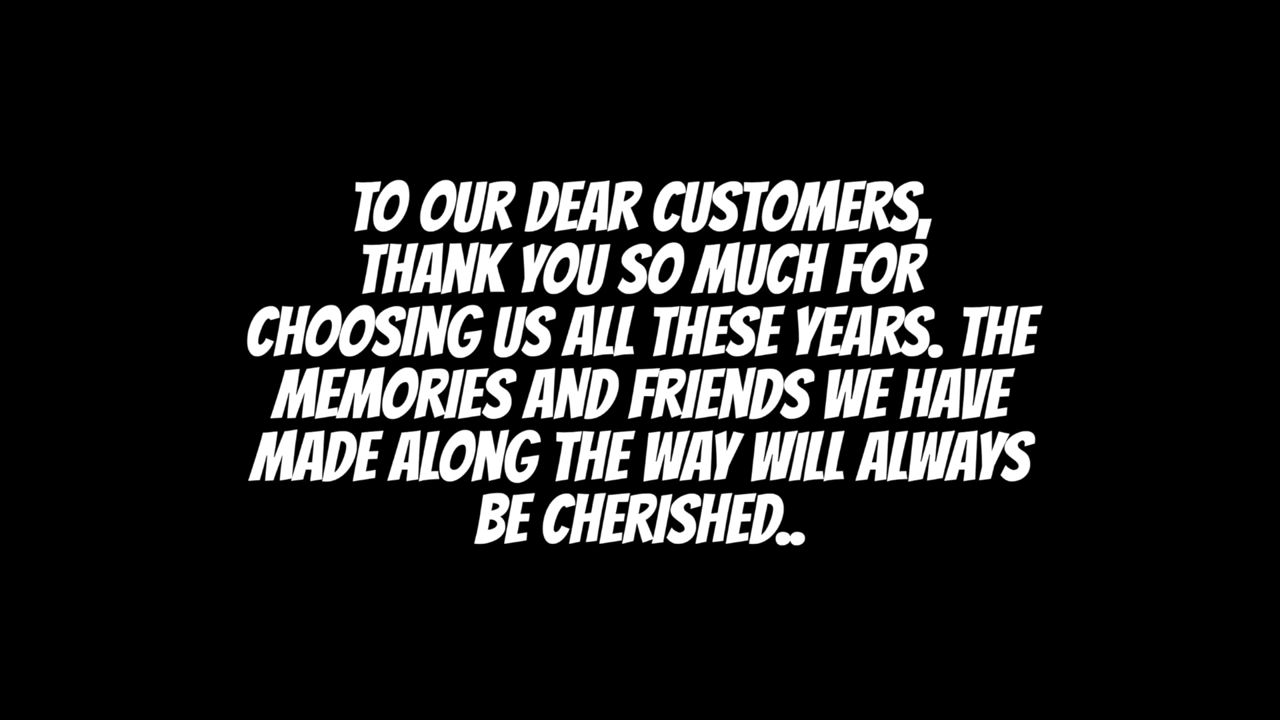 TO OUR DEAR CUSTOMERS,
THANK YOU SO MUCH FOR
CHOOSING US ALL THESE YEARS. THE
MEMORIES AND FRIENDS WE HAVE
MADE ALONG THE WAY WILL ALWAYS
BE CHERISHED..